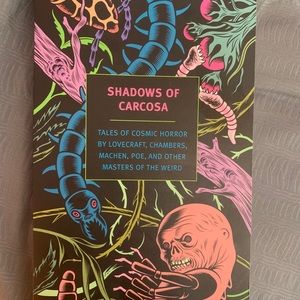 SHADOWS OF
CARCOSA
TALES OF COSMIC HORROR
BY LOVECRAFT, CHAMBERS,
MACHEN, POE, AND OTHER
MASTERS OF THE WEIRD